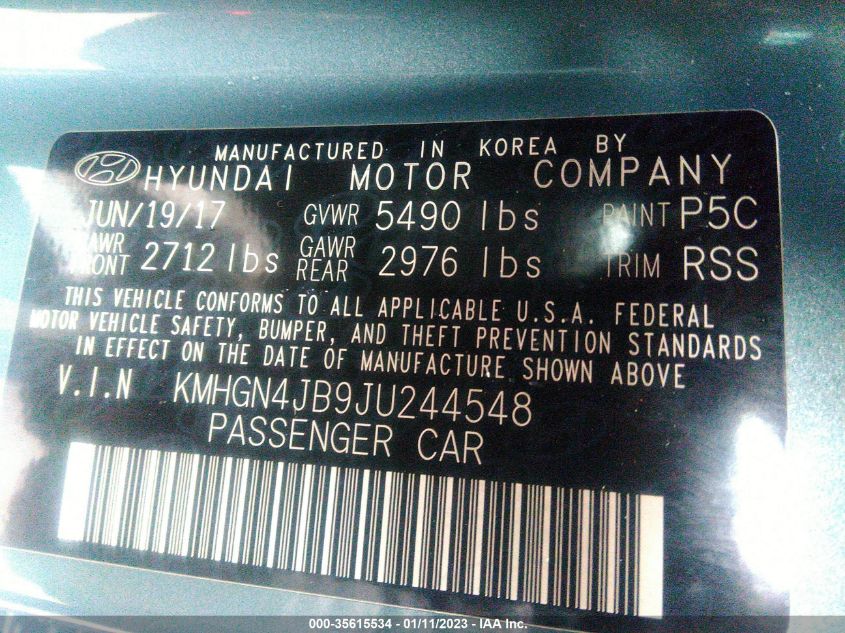 MANUFACTURED IN KOREA BY
HYUNDAI MOTOR COMPANY
JUN/19/17 GVWR 5490 lbs PAINT P5C
GAWR FRONT 2712 lbs GAWR REAR 2976 lbs TRIM RSS
THIS VEHICLE CONFORMS TO ALL APPLICABLE U.S.A. FEDERAL
MOTOR VEHICLE SAFETY, BUMPER, AND THEFT PREVENTION STANDARDS
IN EFFECT ON THE DATE OF MANUFACTURE SHOWN ABOVE
V.I.N KMHGN4JB9JU244548
PASSENGER CAR
000-35615534 - 01/11/2023 - IAA Inc.